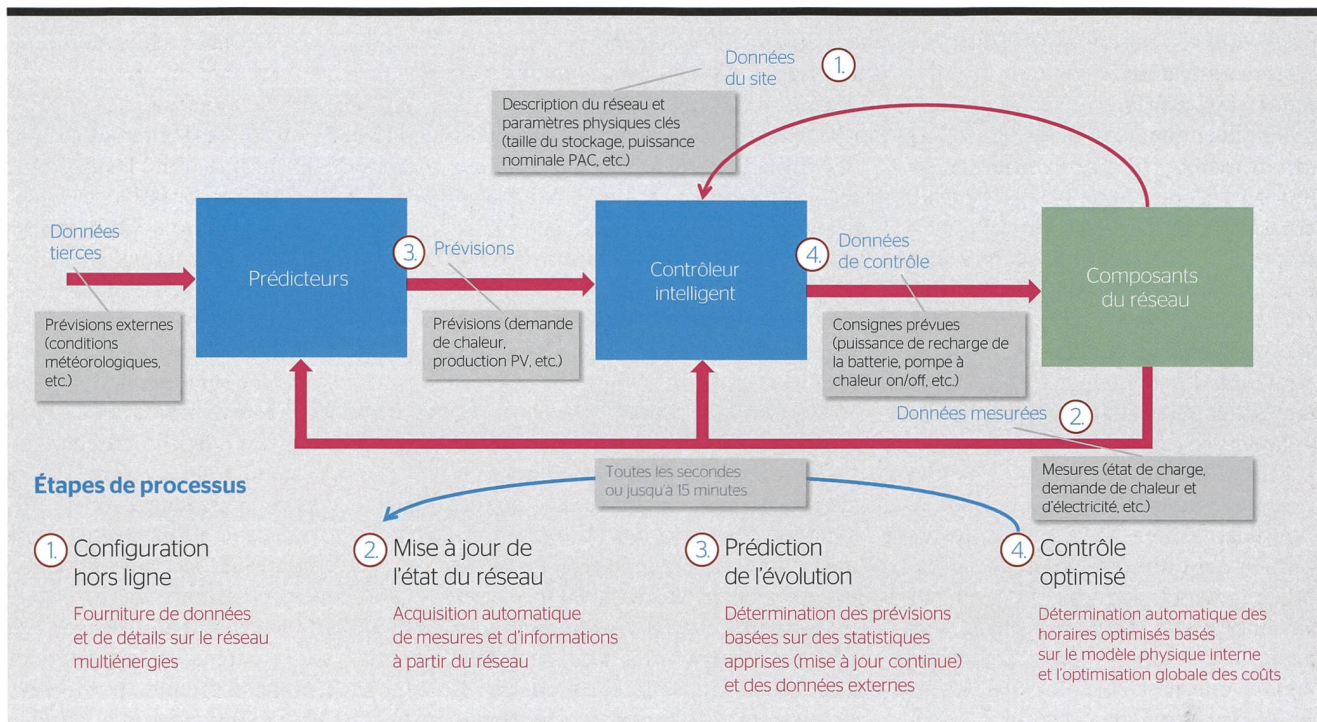 Données
du site
1.
Description du réseau et
paramètres physiques clés
(taille du stockage, puissance
nominale PAC, etc.)
Données
tierces
Prédicteurs
3.
Prévisions
Contrôleur
intelligent
4.
Données
de contrôle
Composants
du réseau
Prévisions externes
(conditions
météorologiques,
etc.)
Prévisions (demande
de chaleur,
production PV, etc.)
Consignes prévues
(puissance de recharge de
la batterie, pompe à
chaleur on/off, etc.)
Données mesurées
2.
Mesures (état de charge,
demande de chaleur et
d'électricité, etc.)
Toutes les secondes
ou jusqu'à 15 minutes
Étapes de processus
1.
Configuration
hors ligne
Fourniture de données
et de détails sur le réseau
multiénergies
2.
Mise à jour de
l'état du réseau
Acquisition automatique
de mesures et d'informations
à partir du réseau
3.
Prédiction
de l'évolution
Détermination des prévisions
basées sur des statistiques
apprises (mise à jour continue)
et des données externes
4.
Contrôle
optimisé
Détermination automatique des
horaires optimisés basés
sur le modèle physique interne
et l'optimisation globale des coûts